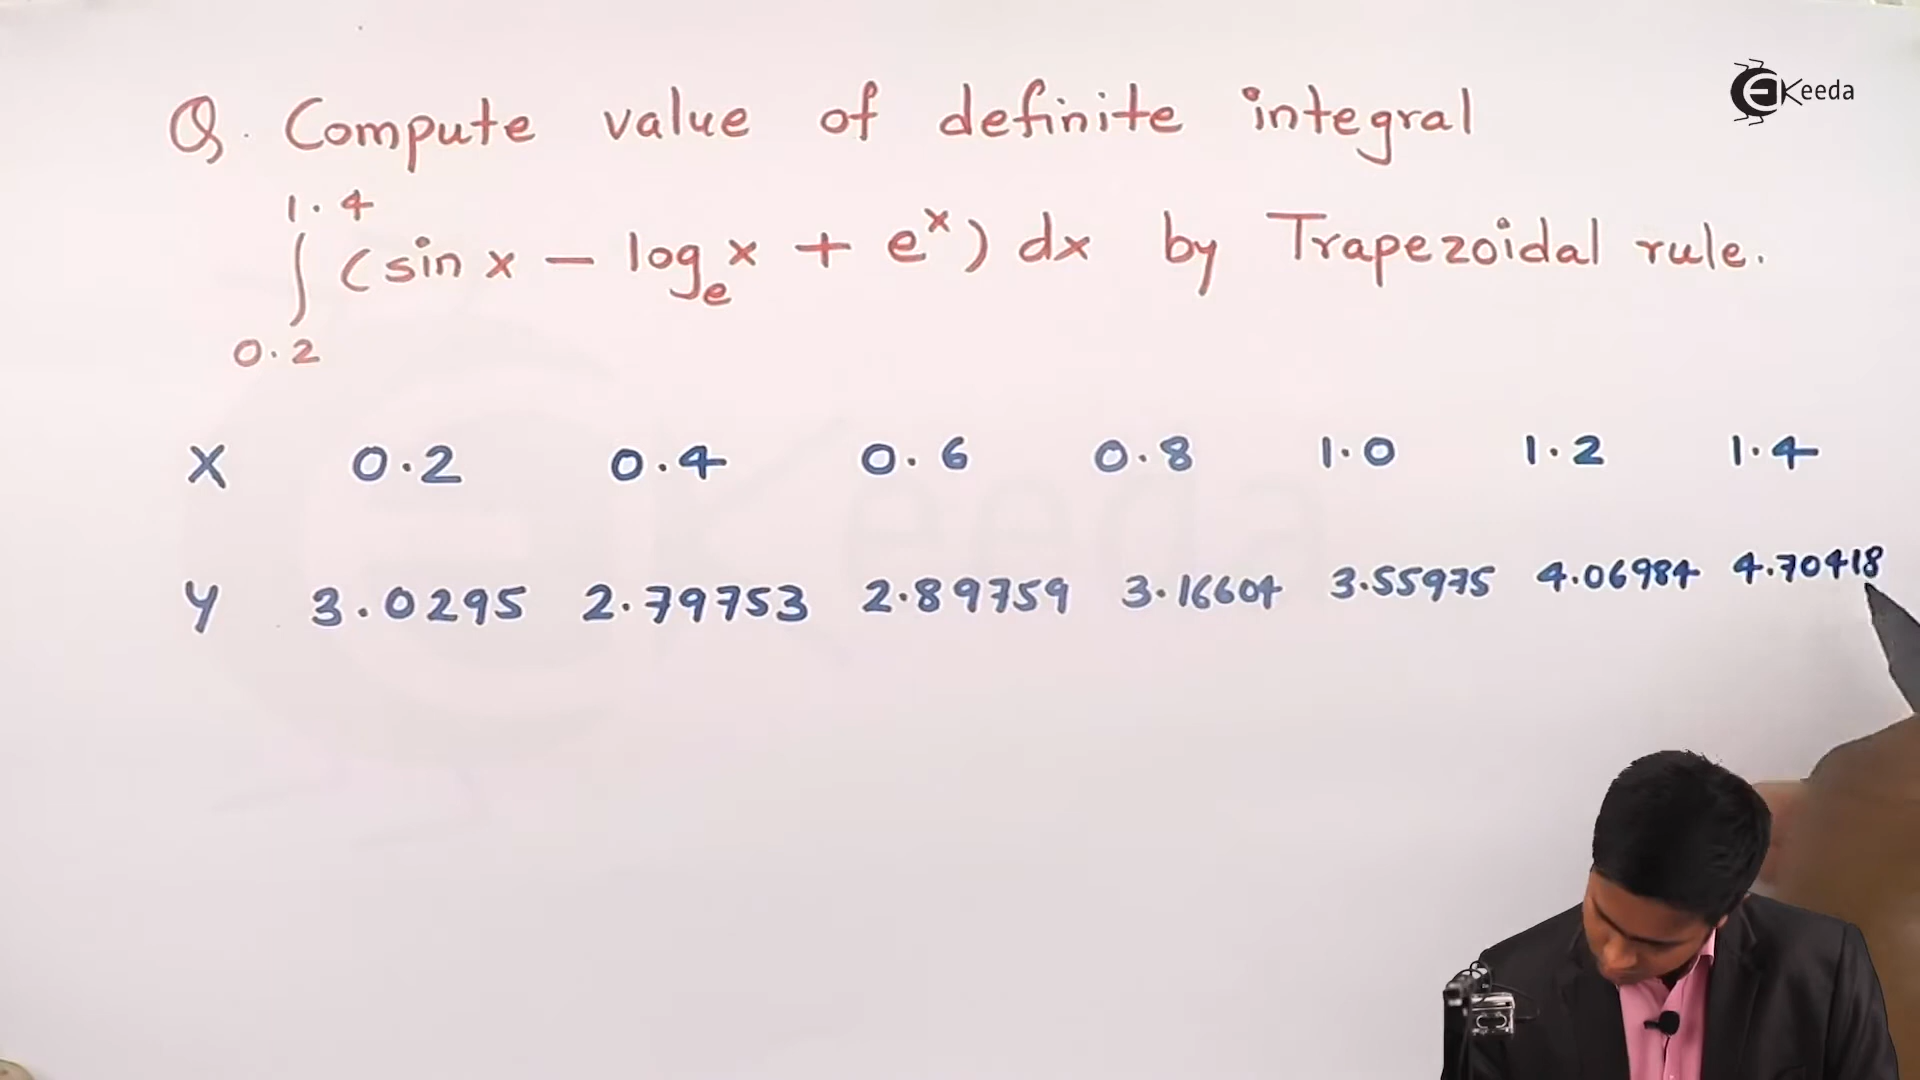 EKeeda
Q. Compute value of definite integral
1.4
∫ (sin x − logₑx + eˣ) dx by Trapezoidal rule.
0.2
X 0.2 0.4 0.6 0.8 1.0 1.2 1.4
Y 3.0295 2.79753 2.89759 3.16604 3.55975 4.06984 4.70418